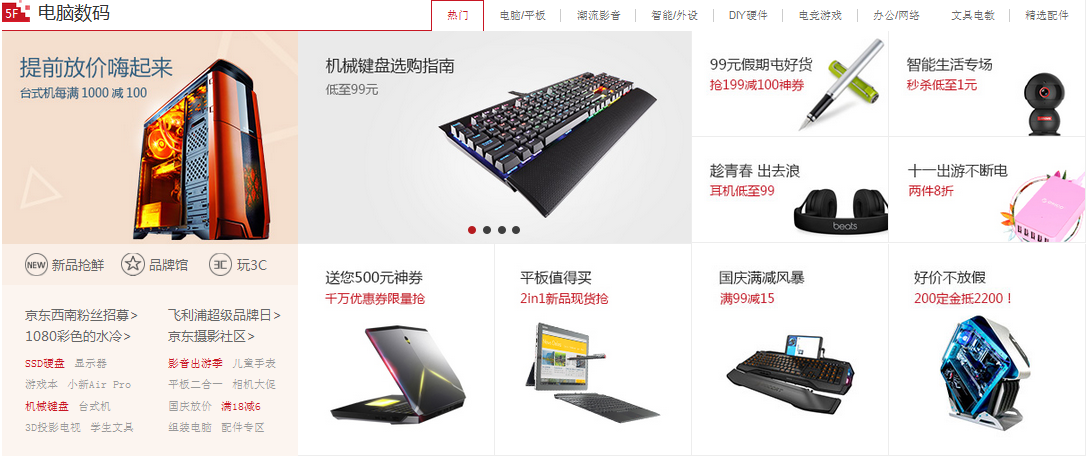 5F 电脑数码
热门 电脑/平板 潮流影音 智能/外设 DIY硬件 电竞游戏 办公/网络 文具电教 精选配件
提前放价嗨起来
台式机每满 1000 减 100
NEW 新品抢鲜 品牌馆 3C 玩3C
京东西南粉丝招募>
飞利浦超级品牌日>
1080彩色的水冷>
京东摄影社区>
SSD硬盘 显示器
影音出游季 儿童手表
游戏本 小新Air Pro
平板二合一 相机大促
机械键盘 台式机
国庆放价 满18减6
3D投影电视 学生文具
组装电脑 配件专区
机械键盘选购指南
低至99元
99元假期屯好货
抢199减100神券
智能生活专场
秒杀低至1元
趁青春 出去浪
耳机低至99
beats
十一出游不断电
两件8折
送您500元神券
千万优惠券限量抢
平板值得买
2in1新品现货抢
国庆满减风暴
满99减15
好价不放假
200定金抵2200！